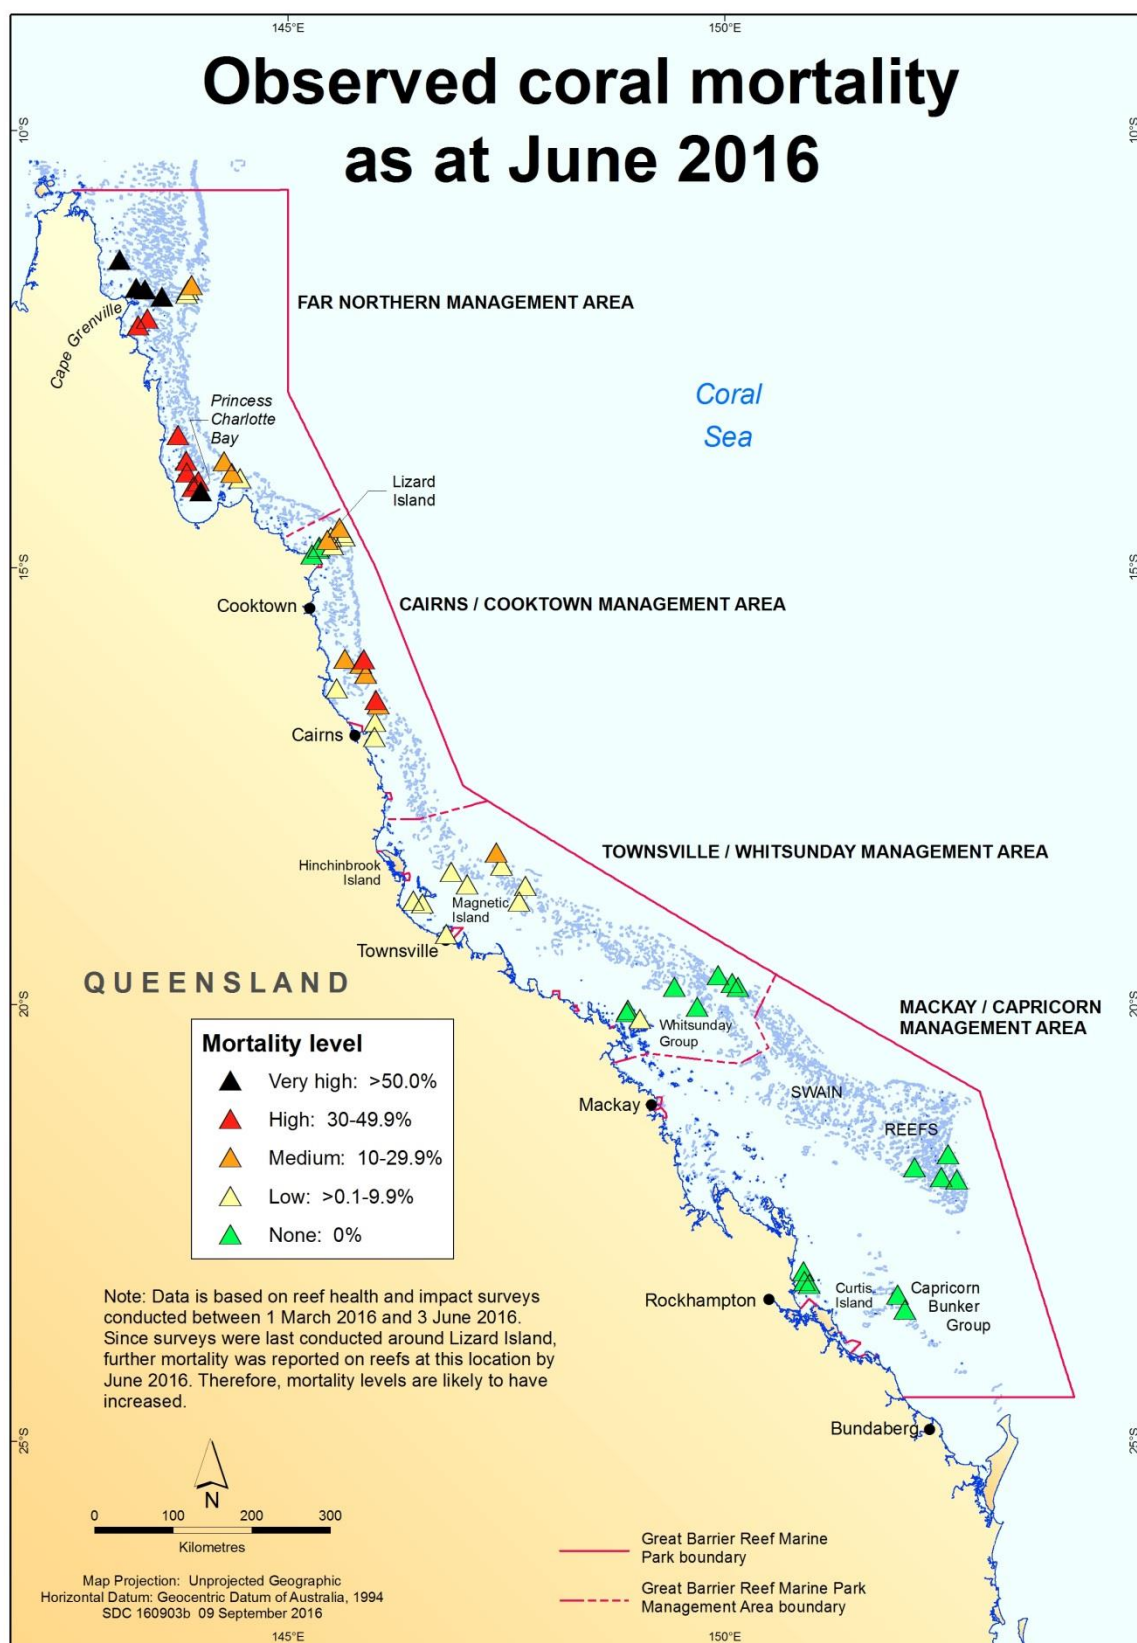 145°E
150°E
Observed coral mortality
as at June 2016
10°S
10°S
FAR NORTHERN MANAGEMENT AREA
Cape Grenville
Princess
Charlotte
Bay
Coral
Sea
Lizard
Island
15°S
15°S
Cooktown
CAIRNS / COOKTOWN MANAGEMENT AREA
Cairns
Hinchinbrook
Island
TOWNSVILLE / WHITSUNDAY MANAGEMENT AREA
Magnetic
Island
Townsville
QUEENSLAND
20°S
20°S
MACKAY / CAPRICORN
MANAGEMENT AREA
Whitsunday
Group
Mortality level
Very high: >50.0%
High: 30-49.9%
Medium: 10-29.9%
Low: >0.1-9.9%
None: 0%
SWAIN
REEFS
Mackay
Rockhampton
Curtis
Island
Capricorn
Bunker
Group
Note: Data is based on reef health and impact surveys
conducted between 1 March 2016 and 3 June 2016.
Since surveys were last conducted around Lizard Island,
further mortality was reported on reefs at this location by
June 2016. Therefore, mortality levels are likely to have
increased.
Bundaberg
25°S
25°S
N
0 100 200 300
Kilometres
Great Barrier Reef Marine
Park boundary
Great Barrier Reef Marine Park
Management Area boundary
Map Projection: Unprojected Geographic
Horizontal Datum: Geocentric Datum of Australia, 1994
SDC 160903b 09 September 2016
145°E
150°E